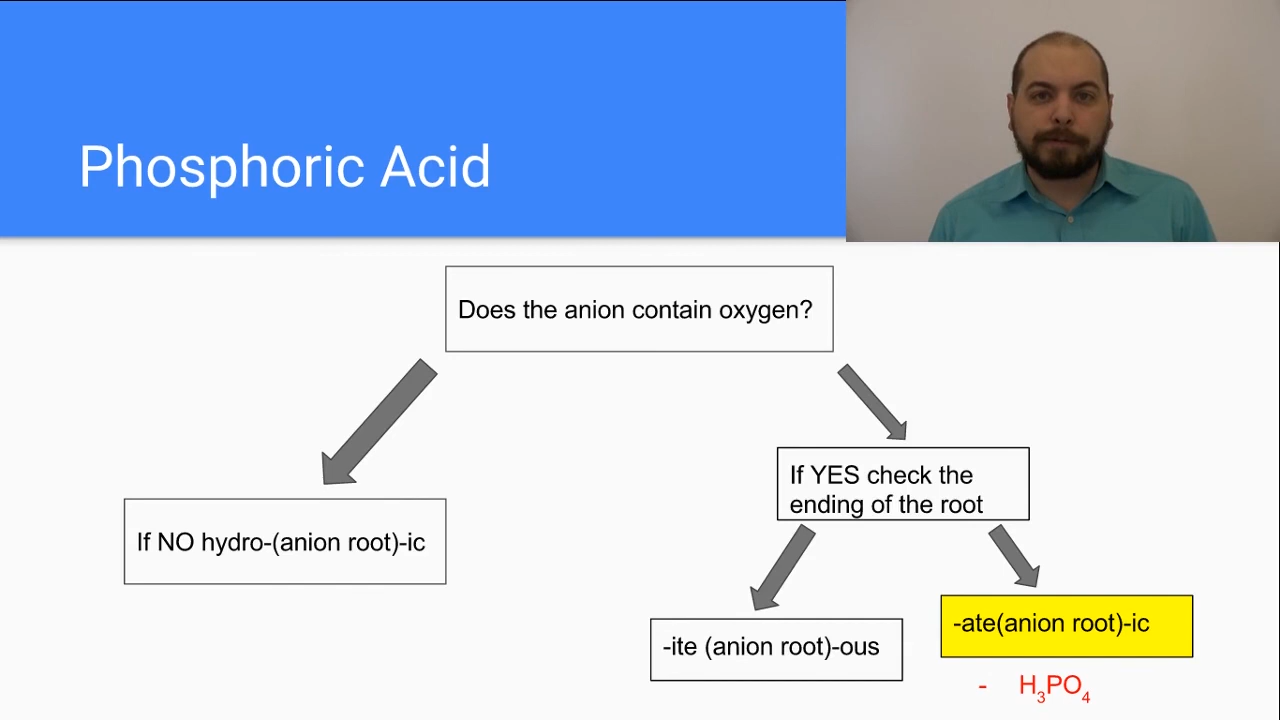 Phosphoric Acid
Does the anion contain oxygen?
If YES check the
ending of the root
If NO hydro-(anion root)-ic
-ite (anion root)-ous
-ate(anion root)-ic
- H₃PO₄